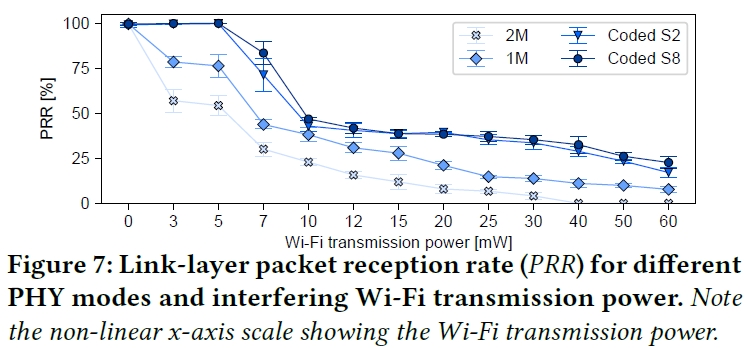 100
75
50
25
0
PRR [%]
2M
1M
Coded S2
Coded S8
0 3 5 7 10 12 15 20 25 30 40 50 60
Wi-Fi transmission power [mW]
Figure 7: Link-layer packet reception rate (PRR) for different
PHY modes and interfering Wi-Fi transmission power. Note
the non-linear x-axis scale showing the Wi-Fi transmission power.